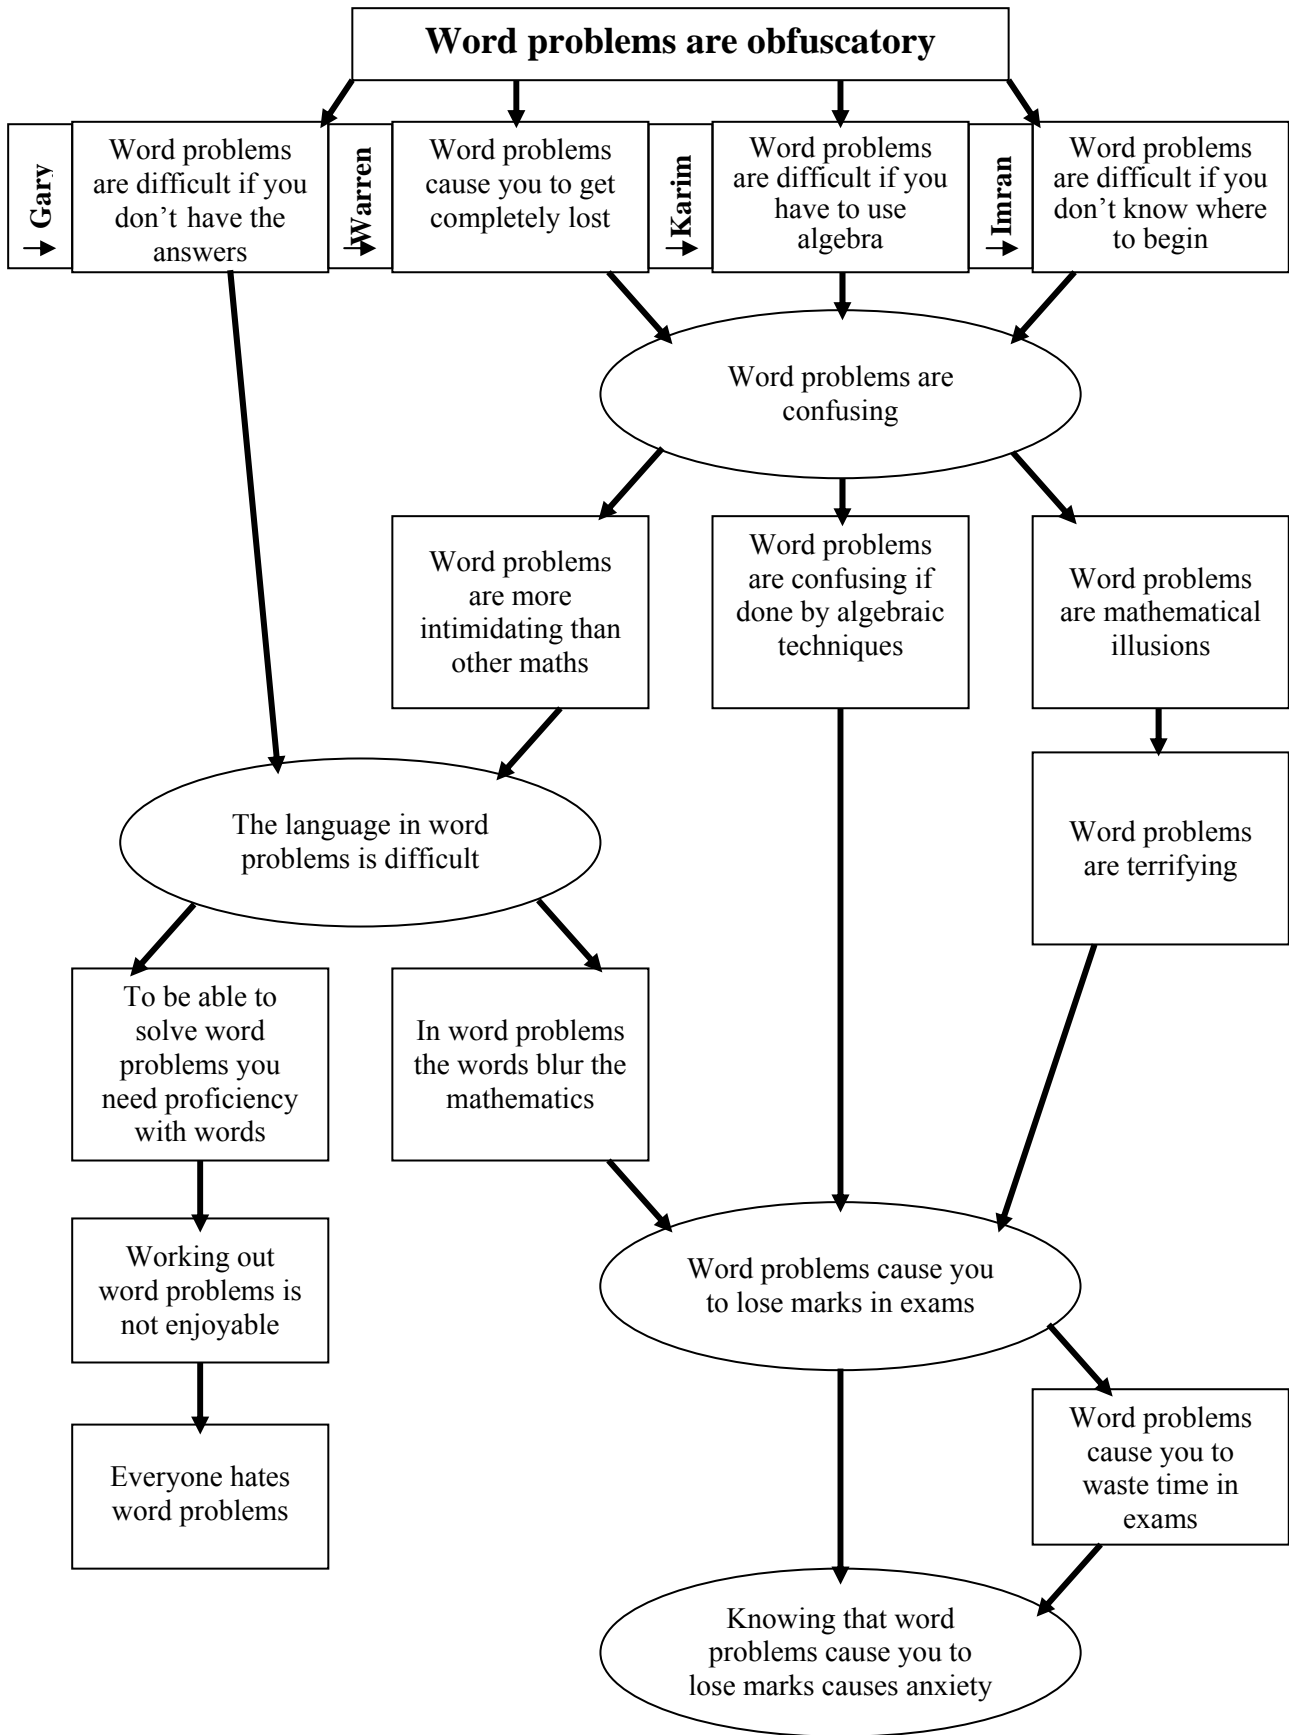 Word problems are obfuscatory
Gary
Word problems
are difficult if you
don't have the
answers
Warren
Word problems
cause you to get
completely lost
Karim
Word problems
are difficult if you
have to use
algebra
Imran
Word problems
are difficult if you
don't know where
to begin
Word problems are
confusing
Word problems
are more
intimidating than
other maths
Word problems
are confusing if
done by algebraic
techniques
Word problems
are mathematical
illusions
The language in word
problems is difficult
Word problems
are terrifying
To be able to
solve word
problems you
need proficiency
with words
In word problems
the words blur the
mathematics
Working out
word problems is
not enjoyable
Word problems cause you
to lose marks in exams
Everyone hates
word problems
Word problems
cause you to
waste time in
exams
Knowing that word
problems cause you to
lose marks causes anxiety